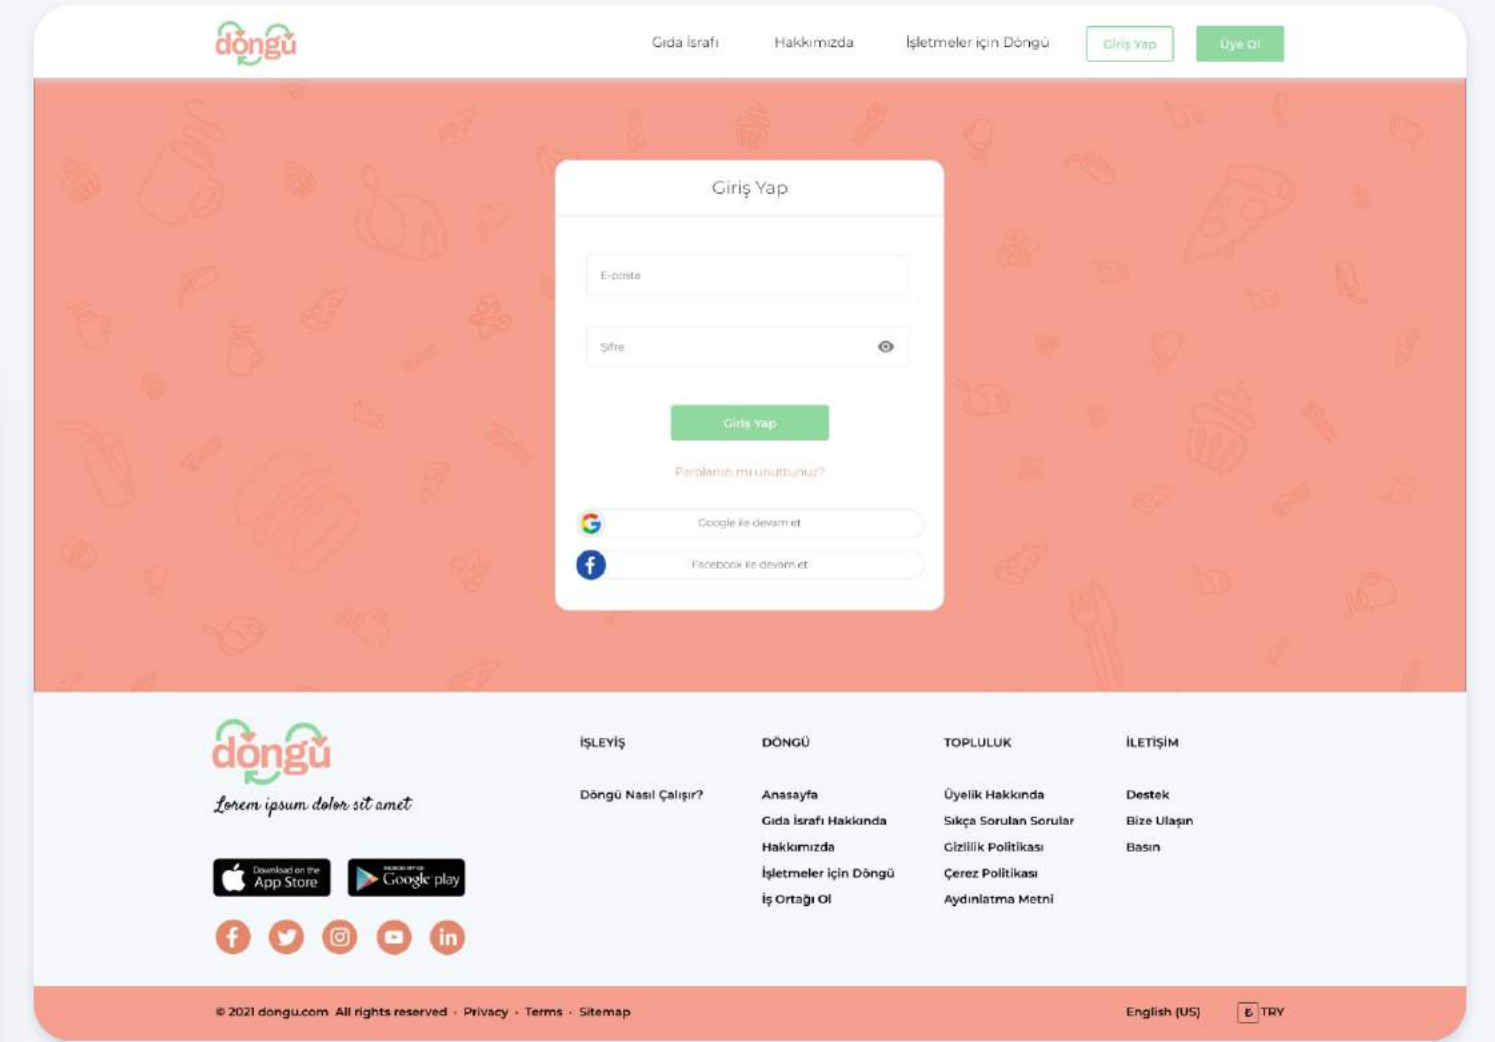 döngü
Gıda İsrafı
Hakkımızda
İşletmeler için Döngü
Giriş Yap
Üye Ol
Giriş Yap
E-posta
Şifre
Giriş Yap
Parolanızı mı unuttunuz?
Google ile devam et
Facebook ile devam et
döngü
Lorem ipsum dolor sit amet
Download on the
App Store
ANDROID APP ON
Google play
İŞLEYİŞ
Döngü Nasıl Çalışır?
DÖNGÜ
Anasayfa
Gıda İsrafı Hakkında
Hakkımızda
İşletmeler için Döngü
İş Ortağı Ol
TOPLULUK
Üyelik Hakkında
Sıkça Sorulan Sorular
Gizlilik Politikası
Çerez Politikası
Aydınlatma Metni
İLETİŞİM
Destek
Bize Ulaşın
Basın
© 2021 dongu.com All rights reserved · Privacy · Terms · Sitemap
English (US)
₺ TRY